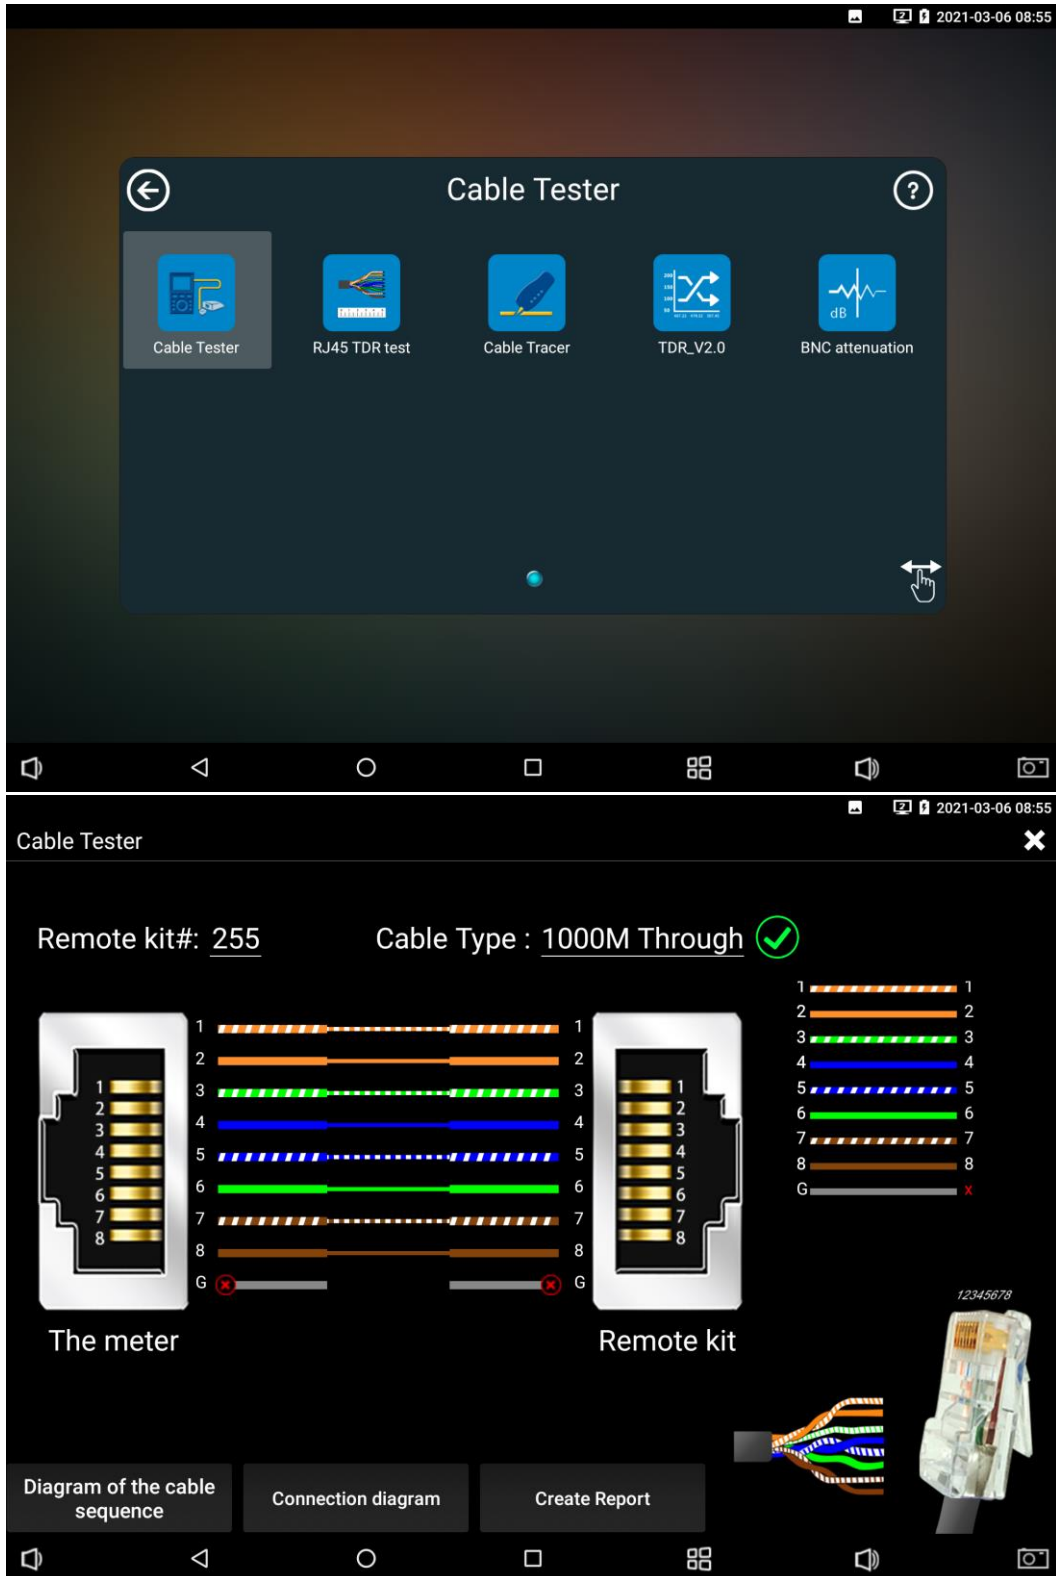 2 2021-03-06 08:55
Cable Tester
?
Cable Tester
RJ45 TDR test
Cable Tracer
TDR_V2.0
dB
BNC attenuation
2 2021-03-06 08:55
Cable Tester
Remote kit#: 255 Cable Type : 1000M Through
1 1
2 2
3 3
4 4
5 5
6 6
7 7
8 8
G G
1
2
3
4
5
6
7
8
1
2
3
4
5
6
7
8
1 1
2 2
3 3
4 4
5 5
6 6
7 7
8 8
G x
The meter
Remote kit
12345678
Diagram of the cable
sequence
Connection diagram
Create Report